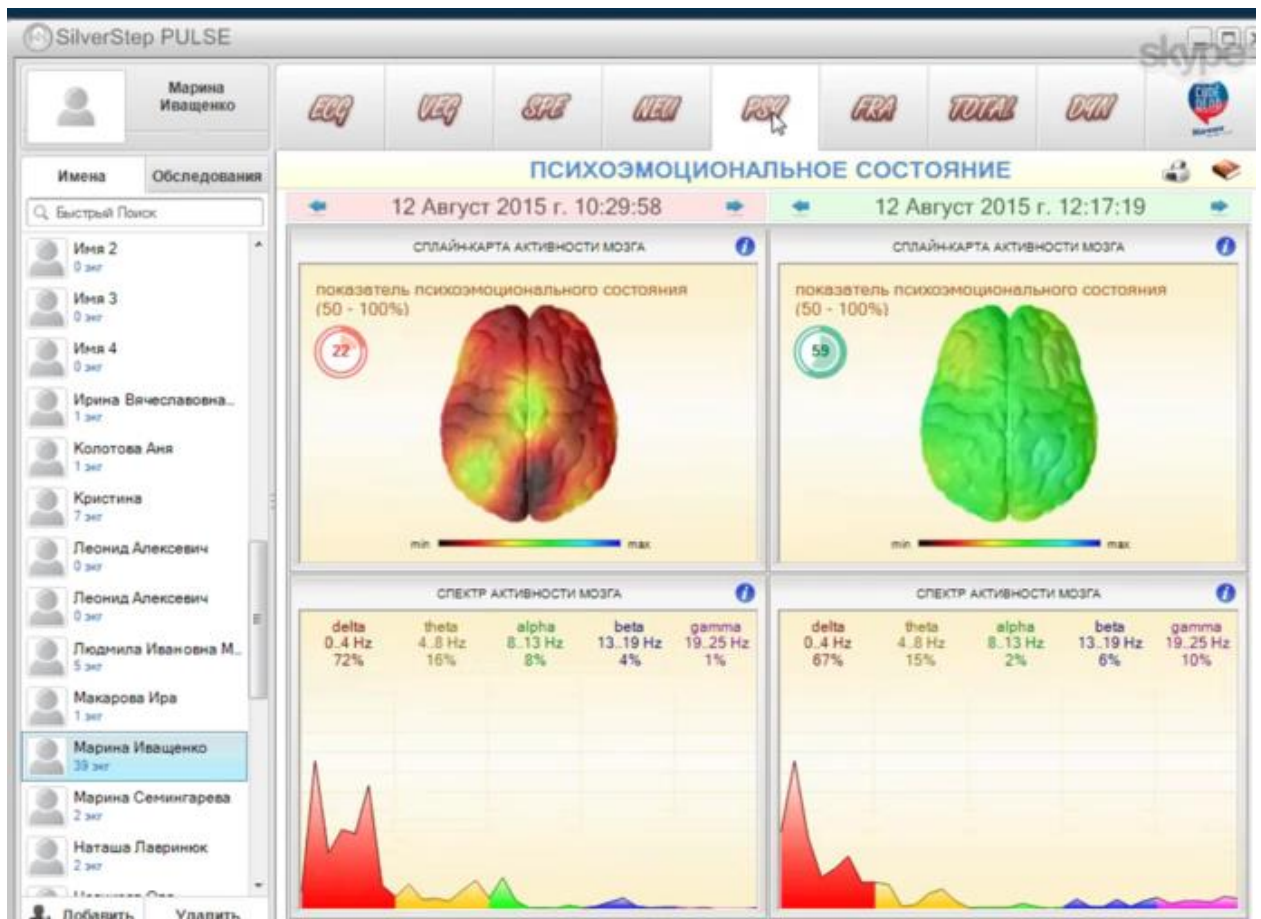 SilverStep PULSE
skype
Марина
Иващенко
ECG
VEG
SPE
NEU
PSY
FRA
TOTAL
DYN
CODE
DEAD
Имена
Обследования
Быстрый Поиск
Имя 2
0 экг
Имя 3
0 экг
Имя 4
0 экг
Ирина Вячеславовна...
1 экг
Колотова Аня
1 экг
Кристина
7 экг
Леонид Алексевич
0 экг
Леонид Алексевич
0 экг
Людмила Ивановна М...
5 экг
Макарова Ира
1 экг
Марина Иващенко
39 экг
Марина Семингарева
2 экг
Наташа Лавринюк
2 экг
Добавить
Удалить
ПСИХОЭМОЦИОНАЛЬНОЕ СОСТОЯНИЕ
12 Август 2015 г. 10:29:58
12 Август 2015 г. 12:17:19
СПЛАЙН-КАРТА АКТИВНОСТИ МОЗГА
показатель психоэмоционального состояния
(50 - 100%)
22
min
max
СПЛАЙН-КАРТА АКТИВНОСТИ МОЗГА
показатель психоэмоционального состояния
(50 - 100%)
59
min
max
СПЕКТР АКТИВНОСТИ МОЗГА
delta theta alpha beta gamma
0..4 Hz 4..8 Hz 8..13 Hz 13..19 Hz 19..25 Hz
72% 16% 8% 4% 1%
СПЕКТР АКТИВНОСТИ МОЗГА
delta theta alpha beta gamma
0..4 Hz 4..8 Hz 8..13 Hz 13..19 Hz 19..25 Hz
67% 15% 2% 6% 10%